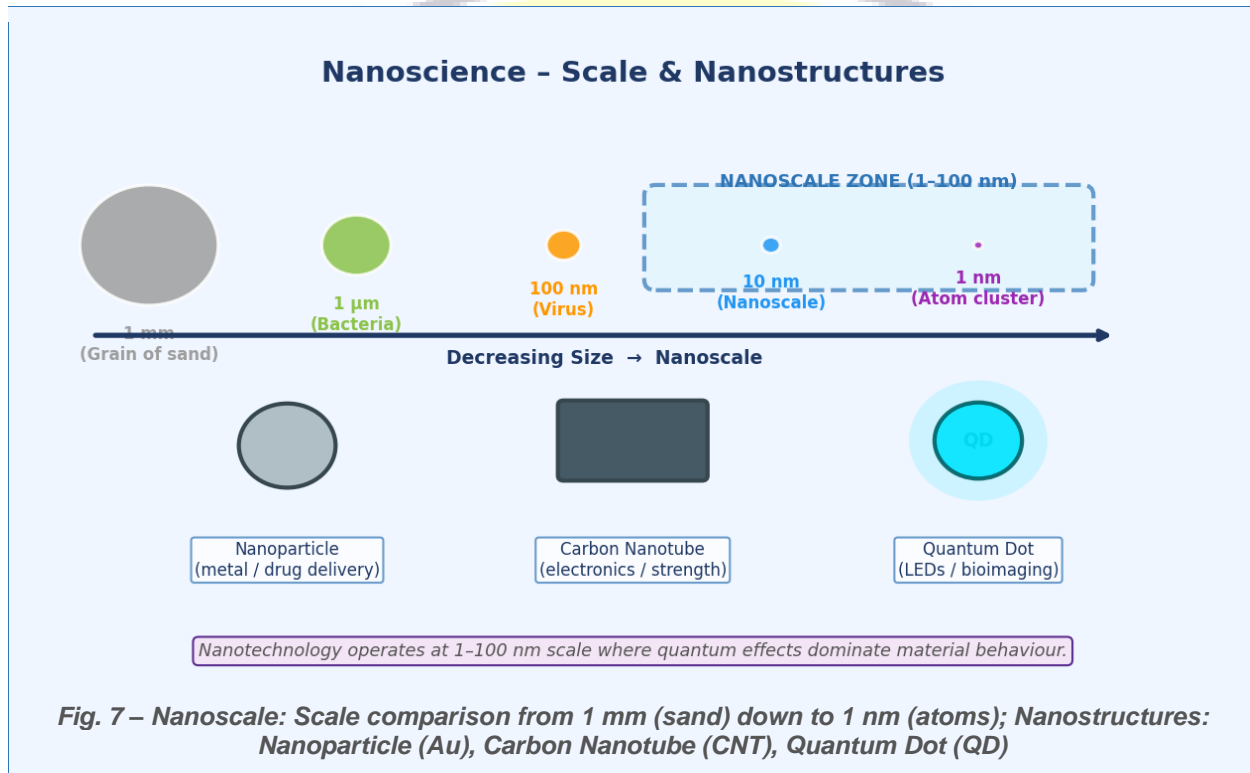 Nanoscience – Scale & Nanostructures
NANOSCALE ZONE (1–100 nm)
1 mm
(Grain of sand)
1 μm
(Bacteria)
100 nm
(Virus)
10 nm
(Nanoscale)
1 nm
(Atom cluster)
Decreasing Size → Nanoscale
QD
Nanoparticle
(metal / drug delivery)
Carbon Nanotube
(electronics / strength)
Quantum Dot
(LEDs / bioimaging)
Nanotechnology operates at 1–100 nm scale where quantum effects dominate material behaviour.
Fig. 7 – Nanoscale: Scale comparison from 1 mm (sand) down to 1 nm (atoms); Nanostructures:
Nanoparticle (Au), Carbon Nanotube (CNT), Quantum Dot (QD)